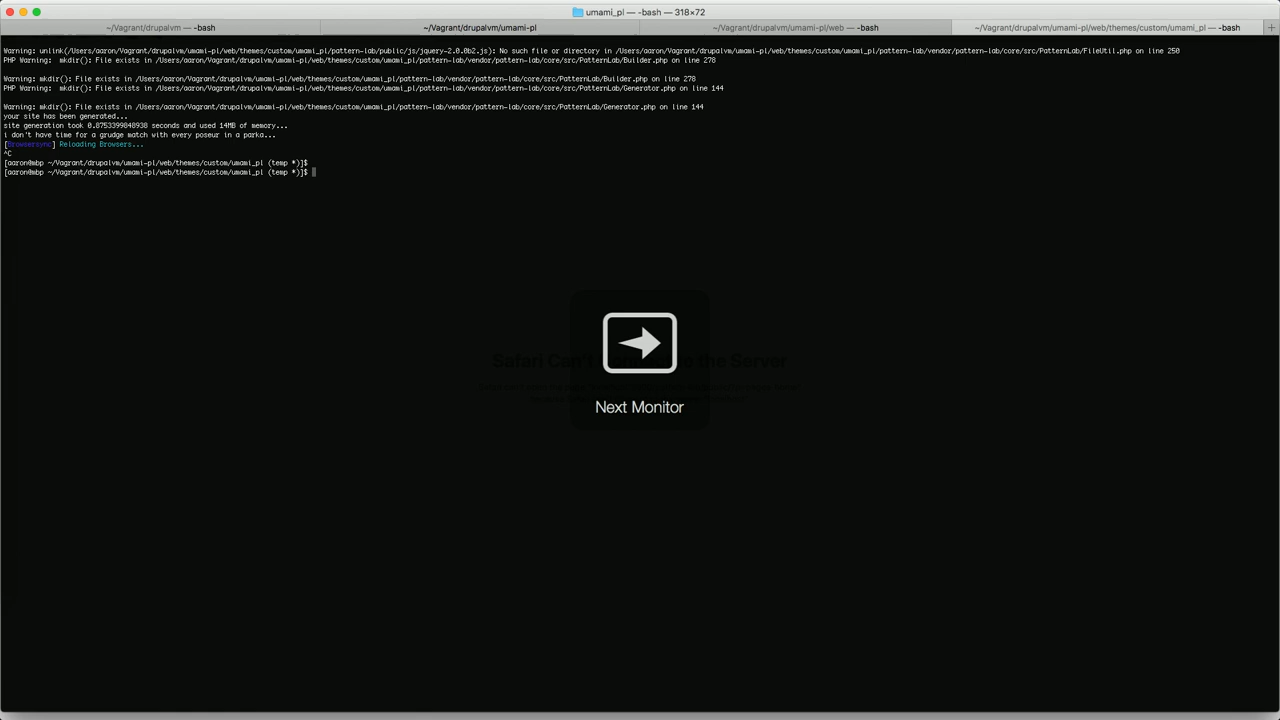 umami_pl — -bash — 318×72
~/Vagrant/drupalvm — -bash
~/Vagrant/drupalvm/umami-pl
~/Vagrant/drupalvm/umami-pl/web — -bash
~/Vagrant/drupalvm/umami-pl/web/themes/custom/umami_pl — -bash
Warning: unlink(/Users/aaron/Vagrant/drupalvm/umami-pl/web/themes/custom/umami_pl/pattern-lab/public/js/jquery-2.0.0b2.js): No such file or directory in /Users/aaron/Vagrant/drupalvm/umami-pl/web/themes/custom/umami_pl/pattern-lab/vendor/pattern-lab/core/src/PatternLab/FileUtil.php on line 250
PHP Warning:  mkdir(): File exists in /Users/aaron/Vagrant/drupalvm/umami-pl/web/themes/custom/umami_pl/pattern-lab/vendor/pattern-lab/core/src/PatternLab/Builder.php on line 278
Warning: mkdir(): File exists in /Users/aaron/Vagrant/drupalvm/umami-pl/web/themes/custom/umami_pl/pattern-lab/vendor/pattern-lab/core/src/PatternLab/Builder.php on line 278
PHP Warning:  mkdir(): File exists in /Users/aaron/Vagrant/drupalvm/umami-pl/web/themes/custom/umami_pl/pattern-lab/vendor/pattern-lab/core/src/PatternLab/Generator.php on line 144
Warning: mkdir(): File exists in /Users/aaron/Vagrant/drupalvm/umami-pl/web/themes/custom/umami_pl/pattern-lab/vendor/pattern-lab/core/src/PatternLab/Generator.php on line 144
your site has been generated...
site generation took 0.8753399848938 seconds and used 14MB of memory...
i don't have time for a grudge match with every poseur in a parka...
[Browsersync] Reloading Browsers...
^C
[aaron@mbp ~/Vagrant/drupalvm/umami-pl/web/themes/custom/umami_pl (temp *)]$
[aaron@mbp ~/Vagrant/drupalvm/umami-pl/web/themes/custom/umami_pl (temp *)]$
Safari Can't Connect to the Server
Next Monitor